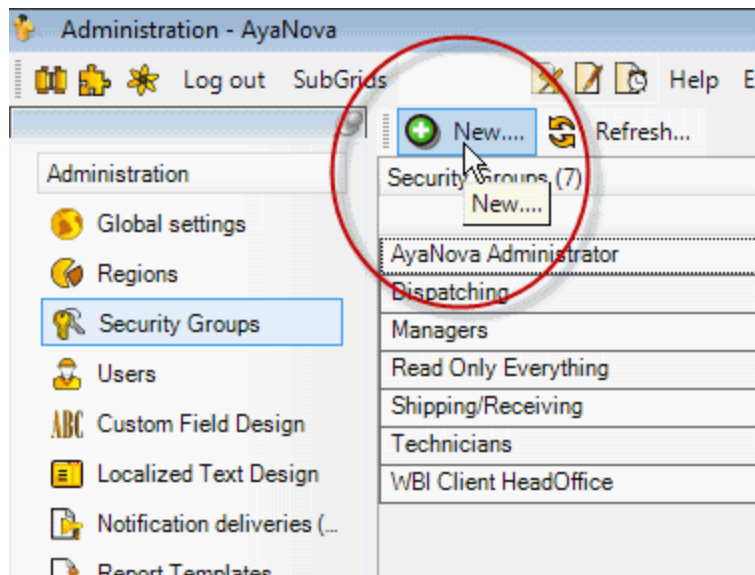 Administration - AyaNova
Log out SubGrids Help
New.... Refresh...
Administration
Security Groups (7)
New....
Global settings
AyaNova Administrator
Regions
Dispatching
Security Groups
Managers
Users
Read Only Everything
Custom Field Design
Shipping/Receiving
Technicians
Localized Text Design
WBI Client HeadOffice
Notification deliveries (...
Report Templates